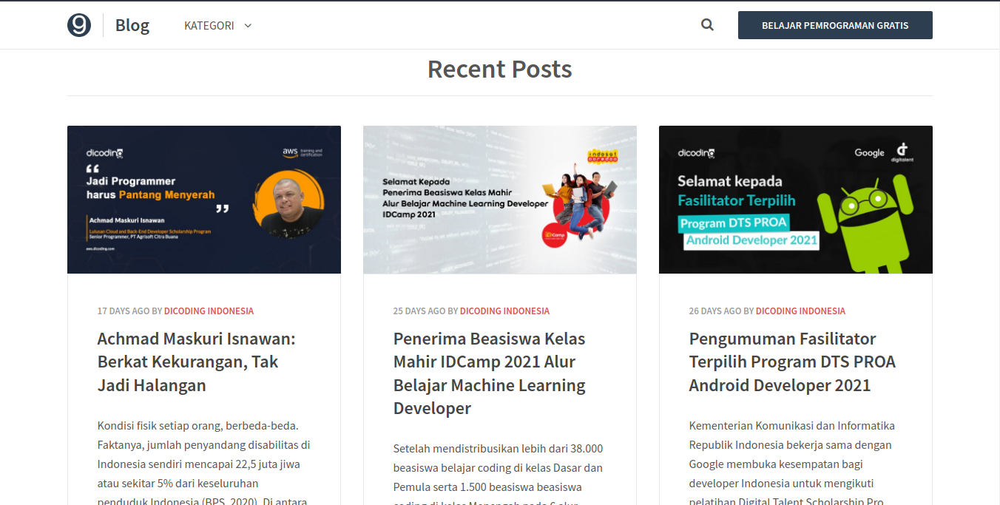 Blog
KATEGORI
BELAJAR PEMROGRAMAN GRATIS
Recent Posts
dicoding
aws training and certification
“
Jadi Programmer
harus Pantang Menyerah
”
Achmad Maskuri Isnawan
Lulusan Cloud and Back-End Developer Scholarship Program
Senior Programmer, PT Agrisoft Citra Buana
aws.dicoding.com
17 DAYS AGO BY DICODING INDONESIA
Achmad Maskuri Isnawan:
Berkat Kekurangan, Tak
Jadi Halangan
Kondisi fisik setiap orang, berbeda-beda.
Faktanya, jumlah penyandang disabilitas di
Indonesia sendiri mencapai 22,5 juta jiwa
atau sekitar 5% dari keseluruhan
penduduk Indonesia (BPS, 2020). Di antara
indosat
ooredoo
Selamat Kepada
Penerima Beasiswa Kelas Mahir
Alur Belajar Machine Learning Developer
IDCamp 2021
IDCamp
25 DAYS AGO BY DICODING INDONESIA
Penerima Beasiswa Kelas
Mahir IDCamp 2021 Alur
Belajar Machine Learning
Developer
Setelah mendistribusikan lebih dari 38.000
beasiswa belajar coding di kelas Dasar dan
Pemula serta 1.500 beasiswa beasiswa
coding di kelas Menengah pada 6 alur
dicoding
Google
digitalent
Selamat kepada
Fasilitator Terpilih
Program DTS PROA
Android Developer 2021
26 DAYS AGO BY DICODING INDONESIA
Pengumuman Fasilitator
Terpilih Program DTS PROA
Android Developer 2021
Kementerian Komunikasi dan Informatika
Republik Indonesia bekerja sama dengan
Google membuka kesempatan bagi
developer Indonesia untuk mengikuti
pelatihan Digital Talent Scholarship Pro